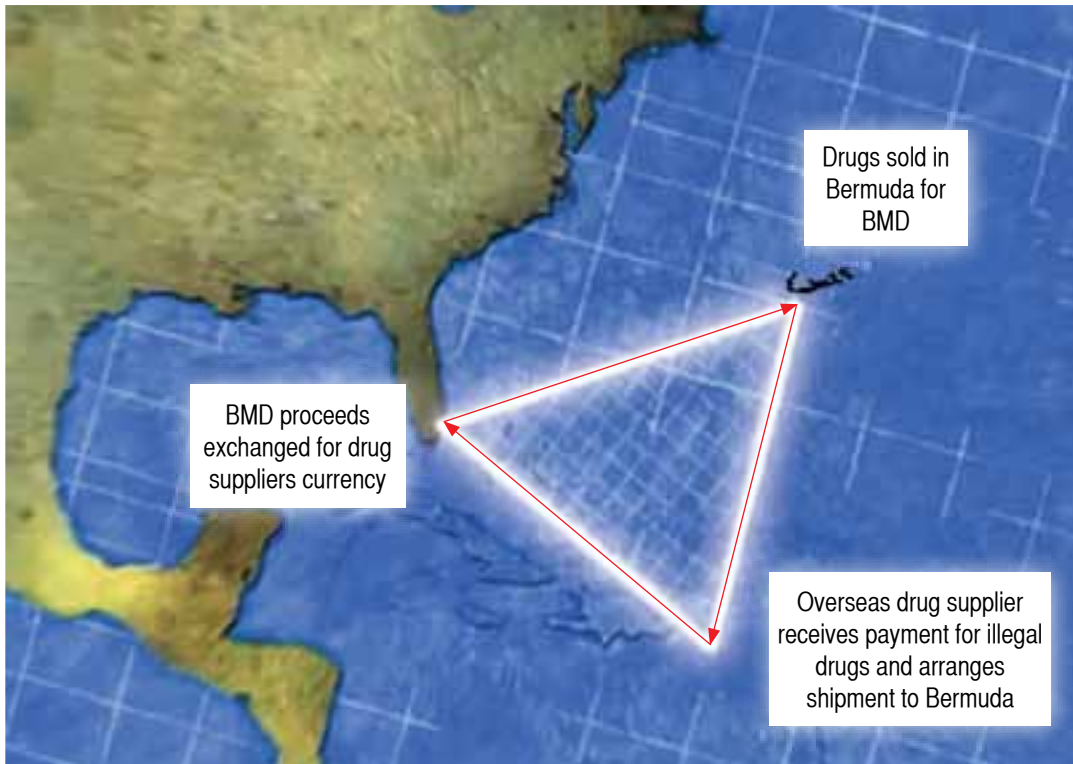 Drugs sold in
Bermuda for
BMD
BMD proceeds
exchanged for drug
suppliers currency
Overseas drug supplier
receives payment for illegal
drugs and arranges
shipment to Bermuda